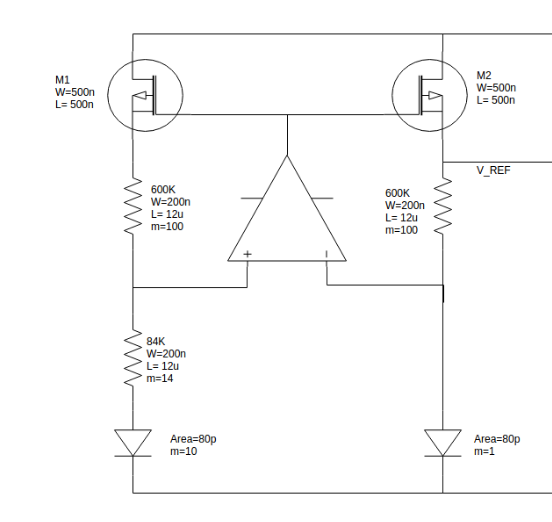 M1
W=500n
L= 500n
M2
W=500n
L= 500n
V_REF
600K
W=200n
L= 12u
m=100
600K
W=200n
L= 12u
m=100
+
–
84K
W=200n
L= 12u
m=14
Area=80p
m=10
Area=80p
m=1